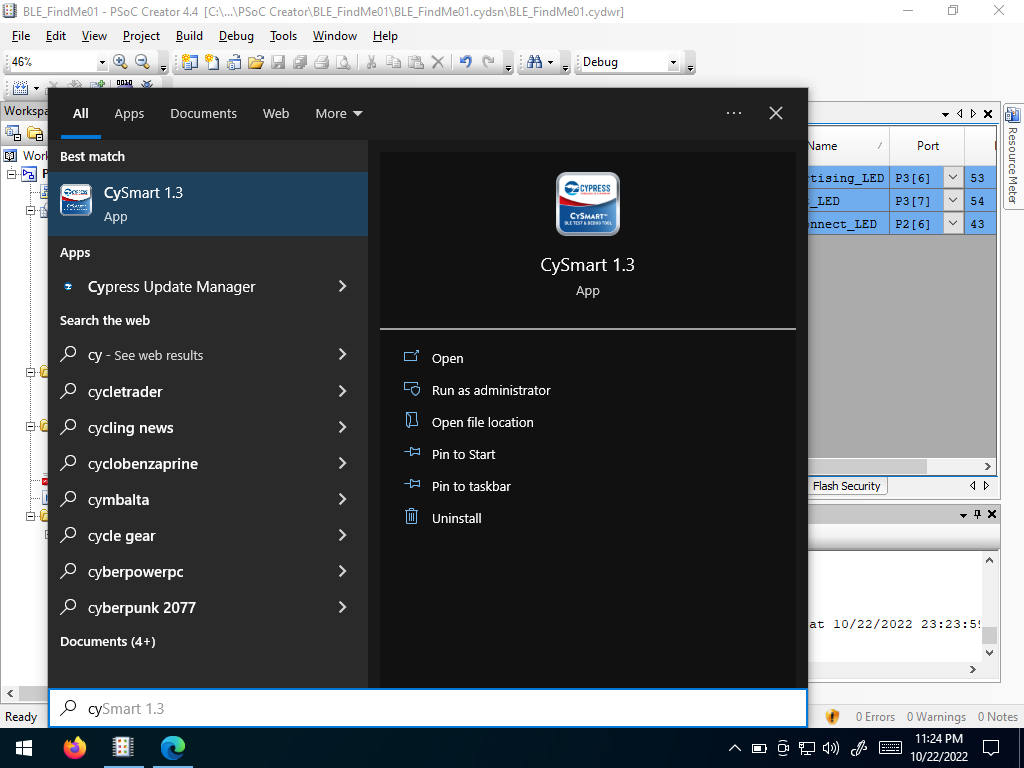 BLE_FindMe01 - PSoC Creator 4.4 [C:\...\PSoC Creator\BLE_FindMe01.cydsn\BLE_FindMe01.cydwr]
File Edit View Project Build Debug Tools Window Help
46%
Debug
Workspa
All Apps Documents Web More
Best match
CySmart 1.3
App
Apps
Cypress Update Manager
Search the web
cy - See web results
cycletrader
cycling news
cyclobenzaprine
cymbalta
cycle gear
cyberpowerpc
cyberpunk 2077
Documents (4+)
cySmart 1.3
CYPRESS
CYSMART™
BLE TEST & DEBUG TOOL
CySmart 1.3
App
Open
Run as administrator
Open file location
Pin to Start
Pin to taskbar
Uninstall
Work
P
Name / Port
rtising_LED P3[6] 53
t_LED P3[7] 54
nnect_LED P2[6] 43
Resource Meter
Flash Security
at 10/22/2022 23:23:59
Ready
0 Errors 0 Warnings 0 Notes
11:24 PM
10/22/2022